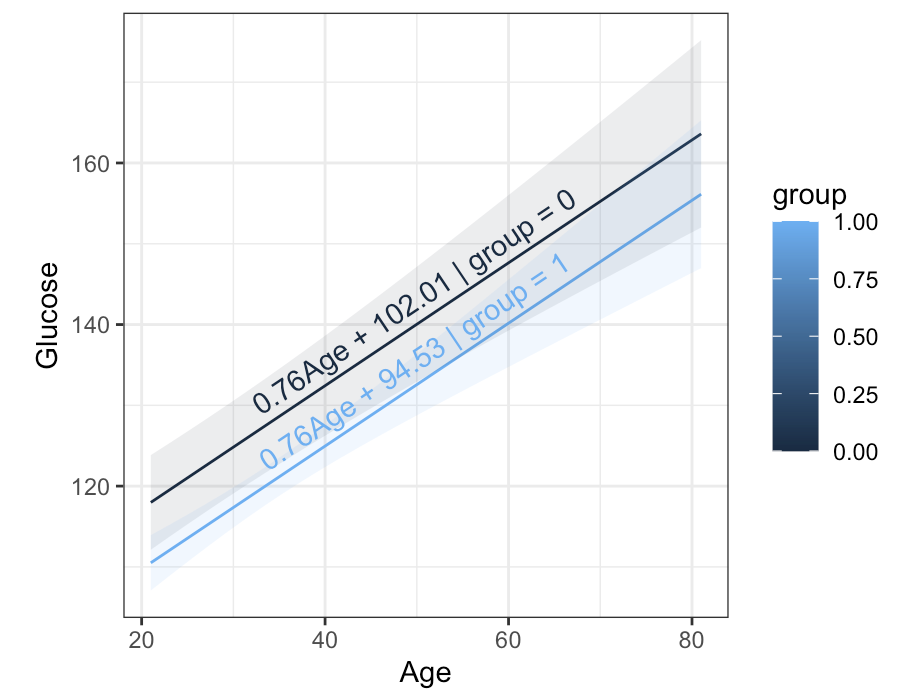 160
140
120
Glucose
0.76Age + 102.01 | group = 0
0.76Age + 94.53 | group = 1
20
40
60
80
Age
group
1.00
0.75
0.50
0.25
0.00